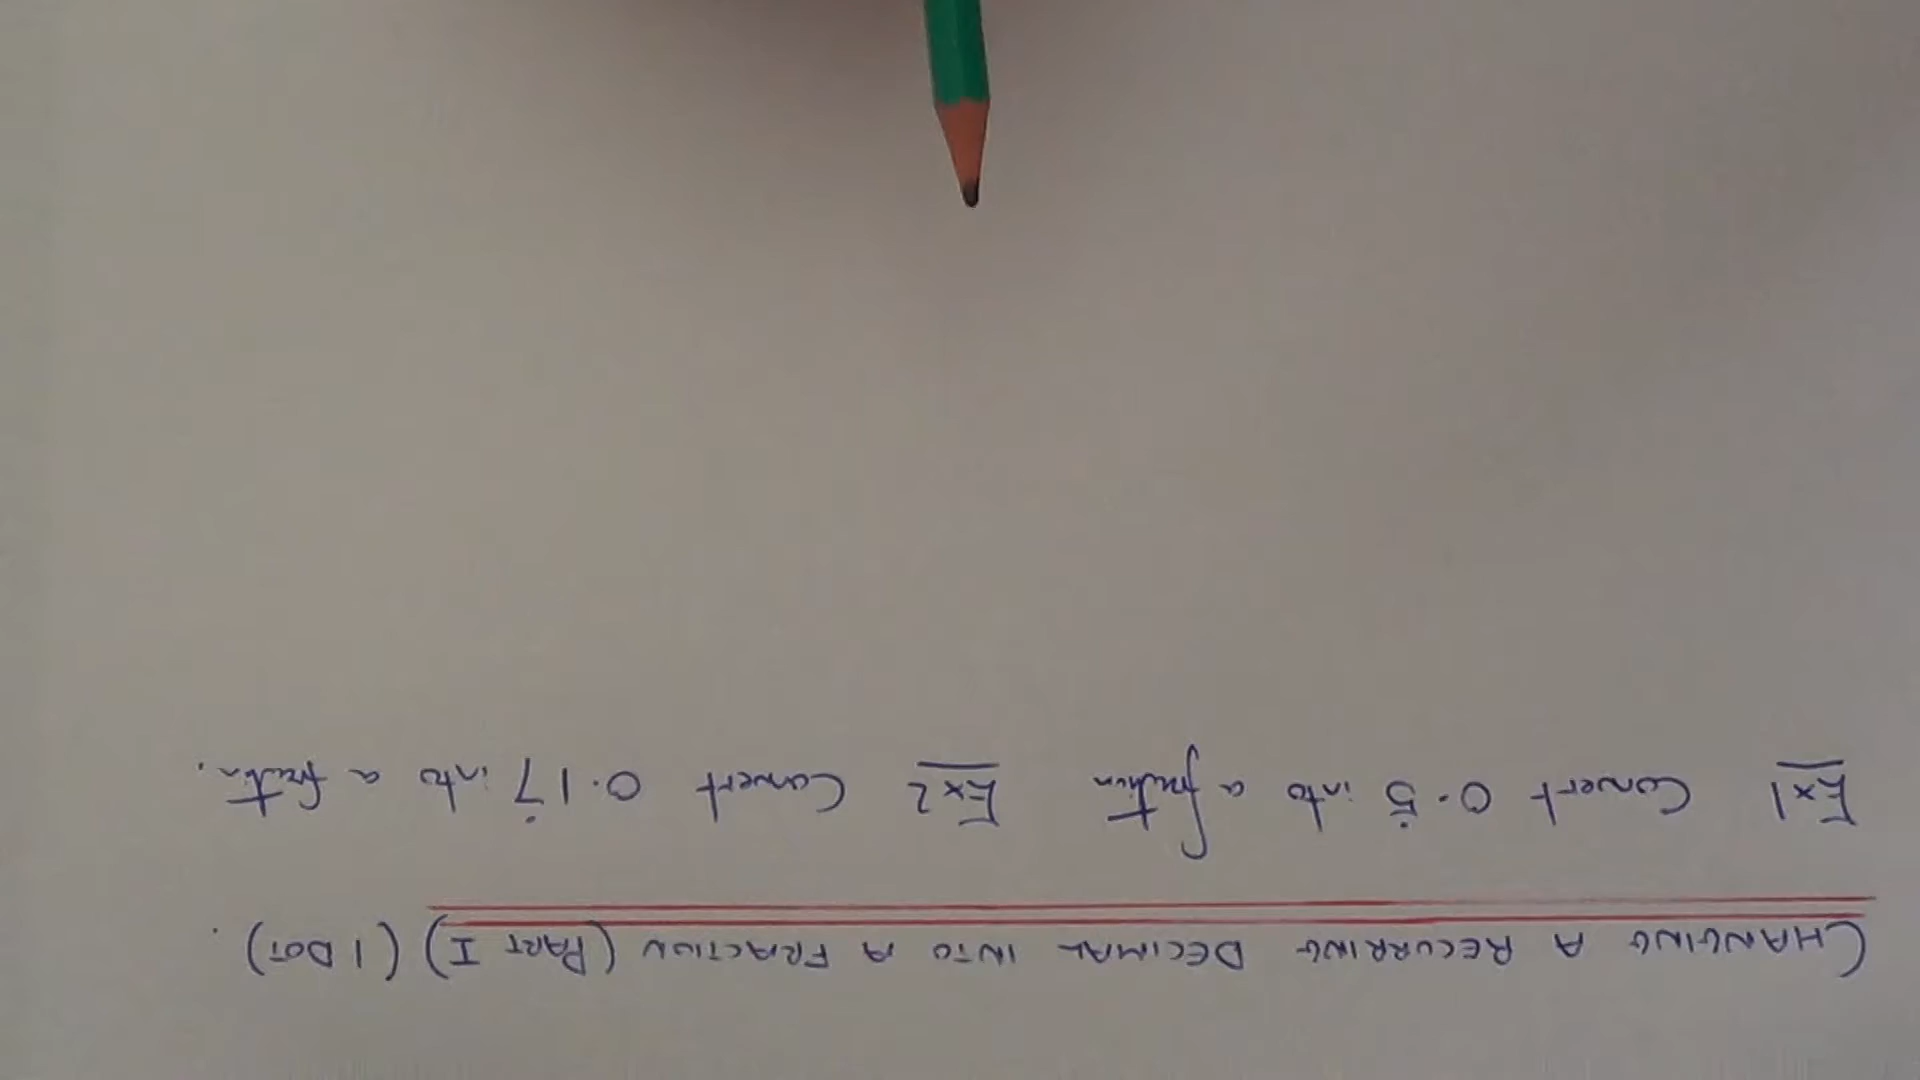 CHANGING A RECURRING DECIMAL INTO A FRACTION (PART I) (1 DOT).
Ex1 Convert 0.5̇ into a fraction Ex2 Convert 0.17̇ into a fraction.